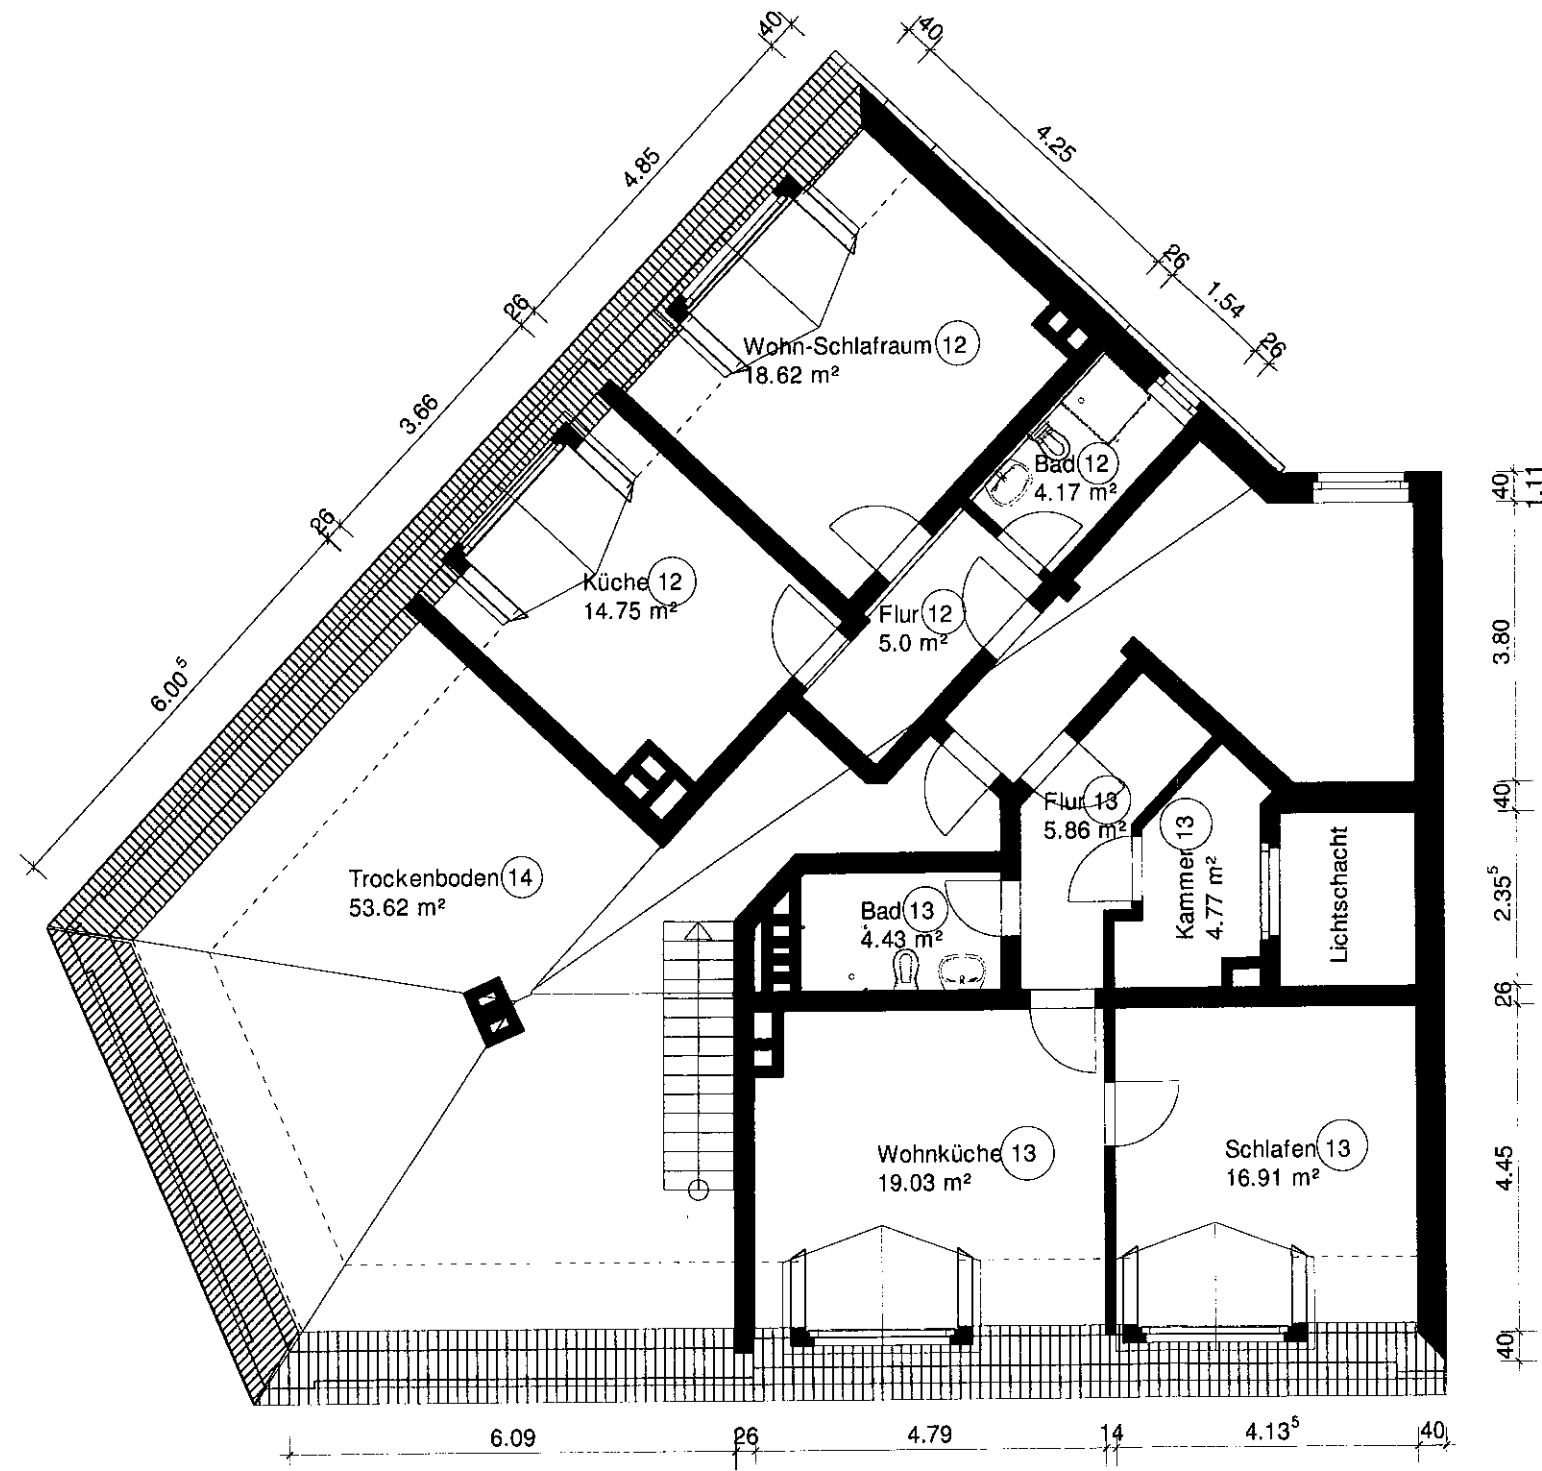 40
40
4.85
4.25
26
1.54
26
26
3.66
26
6.00⁵
Wohn-Schlafraum 12
18.62 m²
Bad 12
4.17 m²
Küche 12
14.75 m²
Flur 12
5.0 m²
40
1.11
3.80
40
2.35⁵
26
4.45
40
Flur 13
5.86 m²
Kammer 13
4.77 m²
Lichtschacht
Trockenboden 14
53.62 m²
Bad 13
4.43 m²
Wohnküche 13
19.03 m²
Schlafen 13
16.91 m²
6.09
26
4.79
14
4.13⁵
40